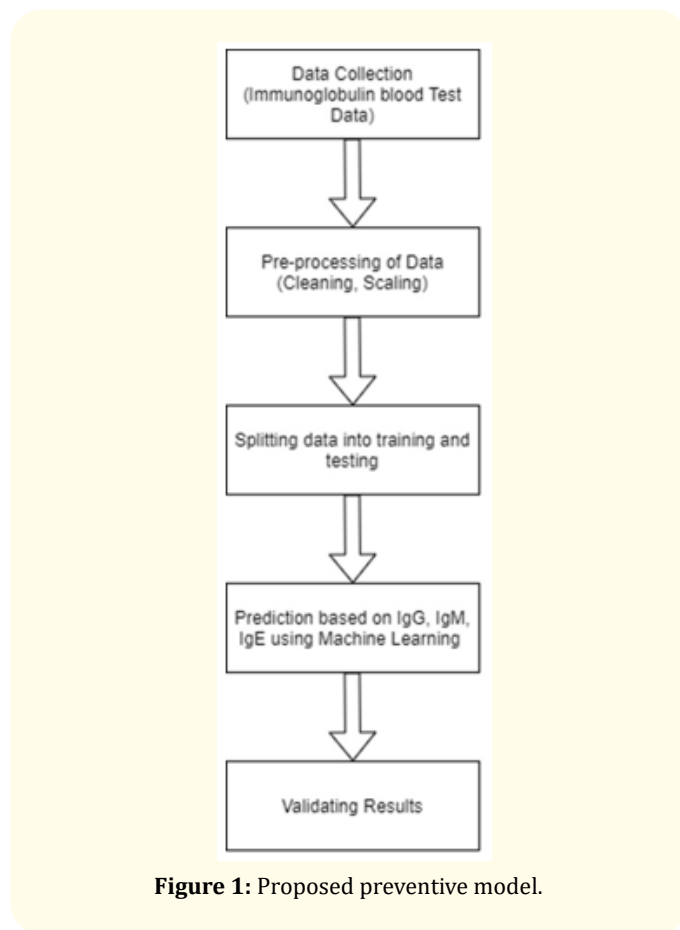 Data Collection
(Immunoglobulin blood Test
Data)
Pre-processing of Data
(Cleaning, Scaling)
Splitting data into training and
testing
Prediction based on IgG, IgM,
IgE using Machine Learning
Validating Results
Figure 1: Proposed preventive model.